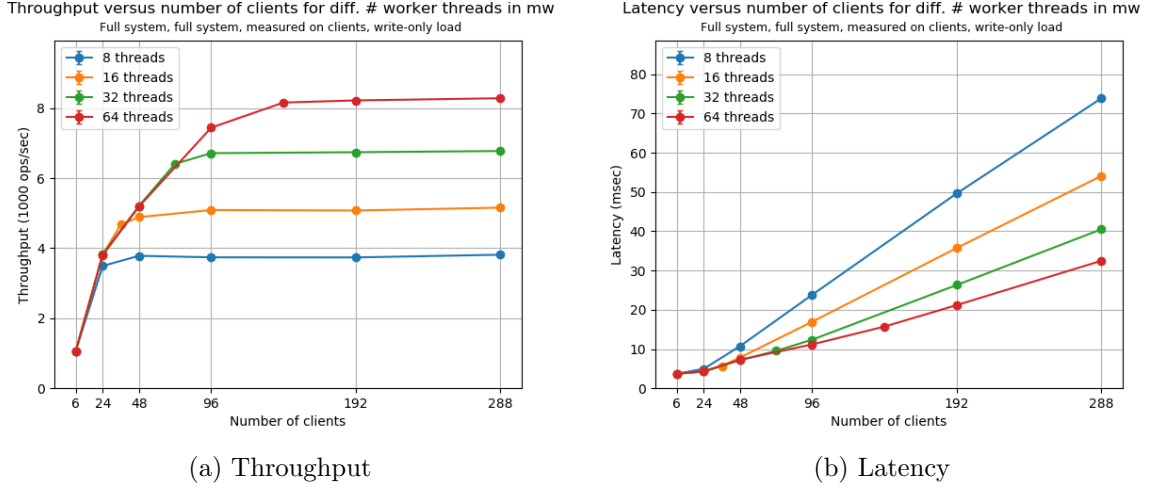 Throughput versus number of clients for diff. # worker threads in mw
Full system, full system, measured on clients, write-only load
8 threads
16 threads
32 threads
64 threads
Throughput (1000 ops/sec)
8
6
4
2
0
6 24 48 96 192 288
Number of clients
(a) Throughput
Latency versus number of clients for diff. # worker threads in mw
Full system, full system, measured on clients, write-only load
8 threads
16 threads
32 threads
64 threads
Latency (msec)
80
70
60
50
40
30
20
10
0
6 24 48 96 192 288
Number of clients
(b) Latency